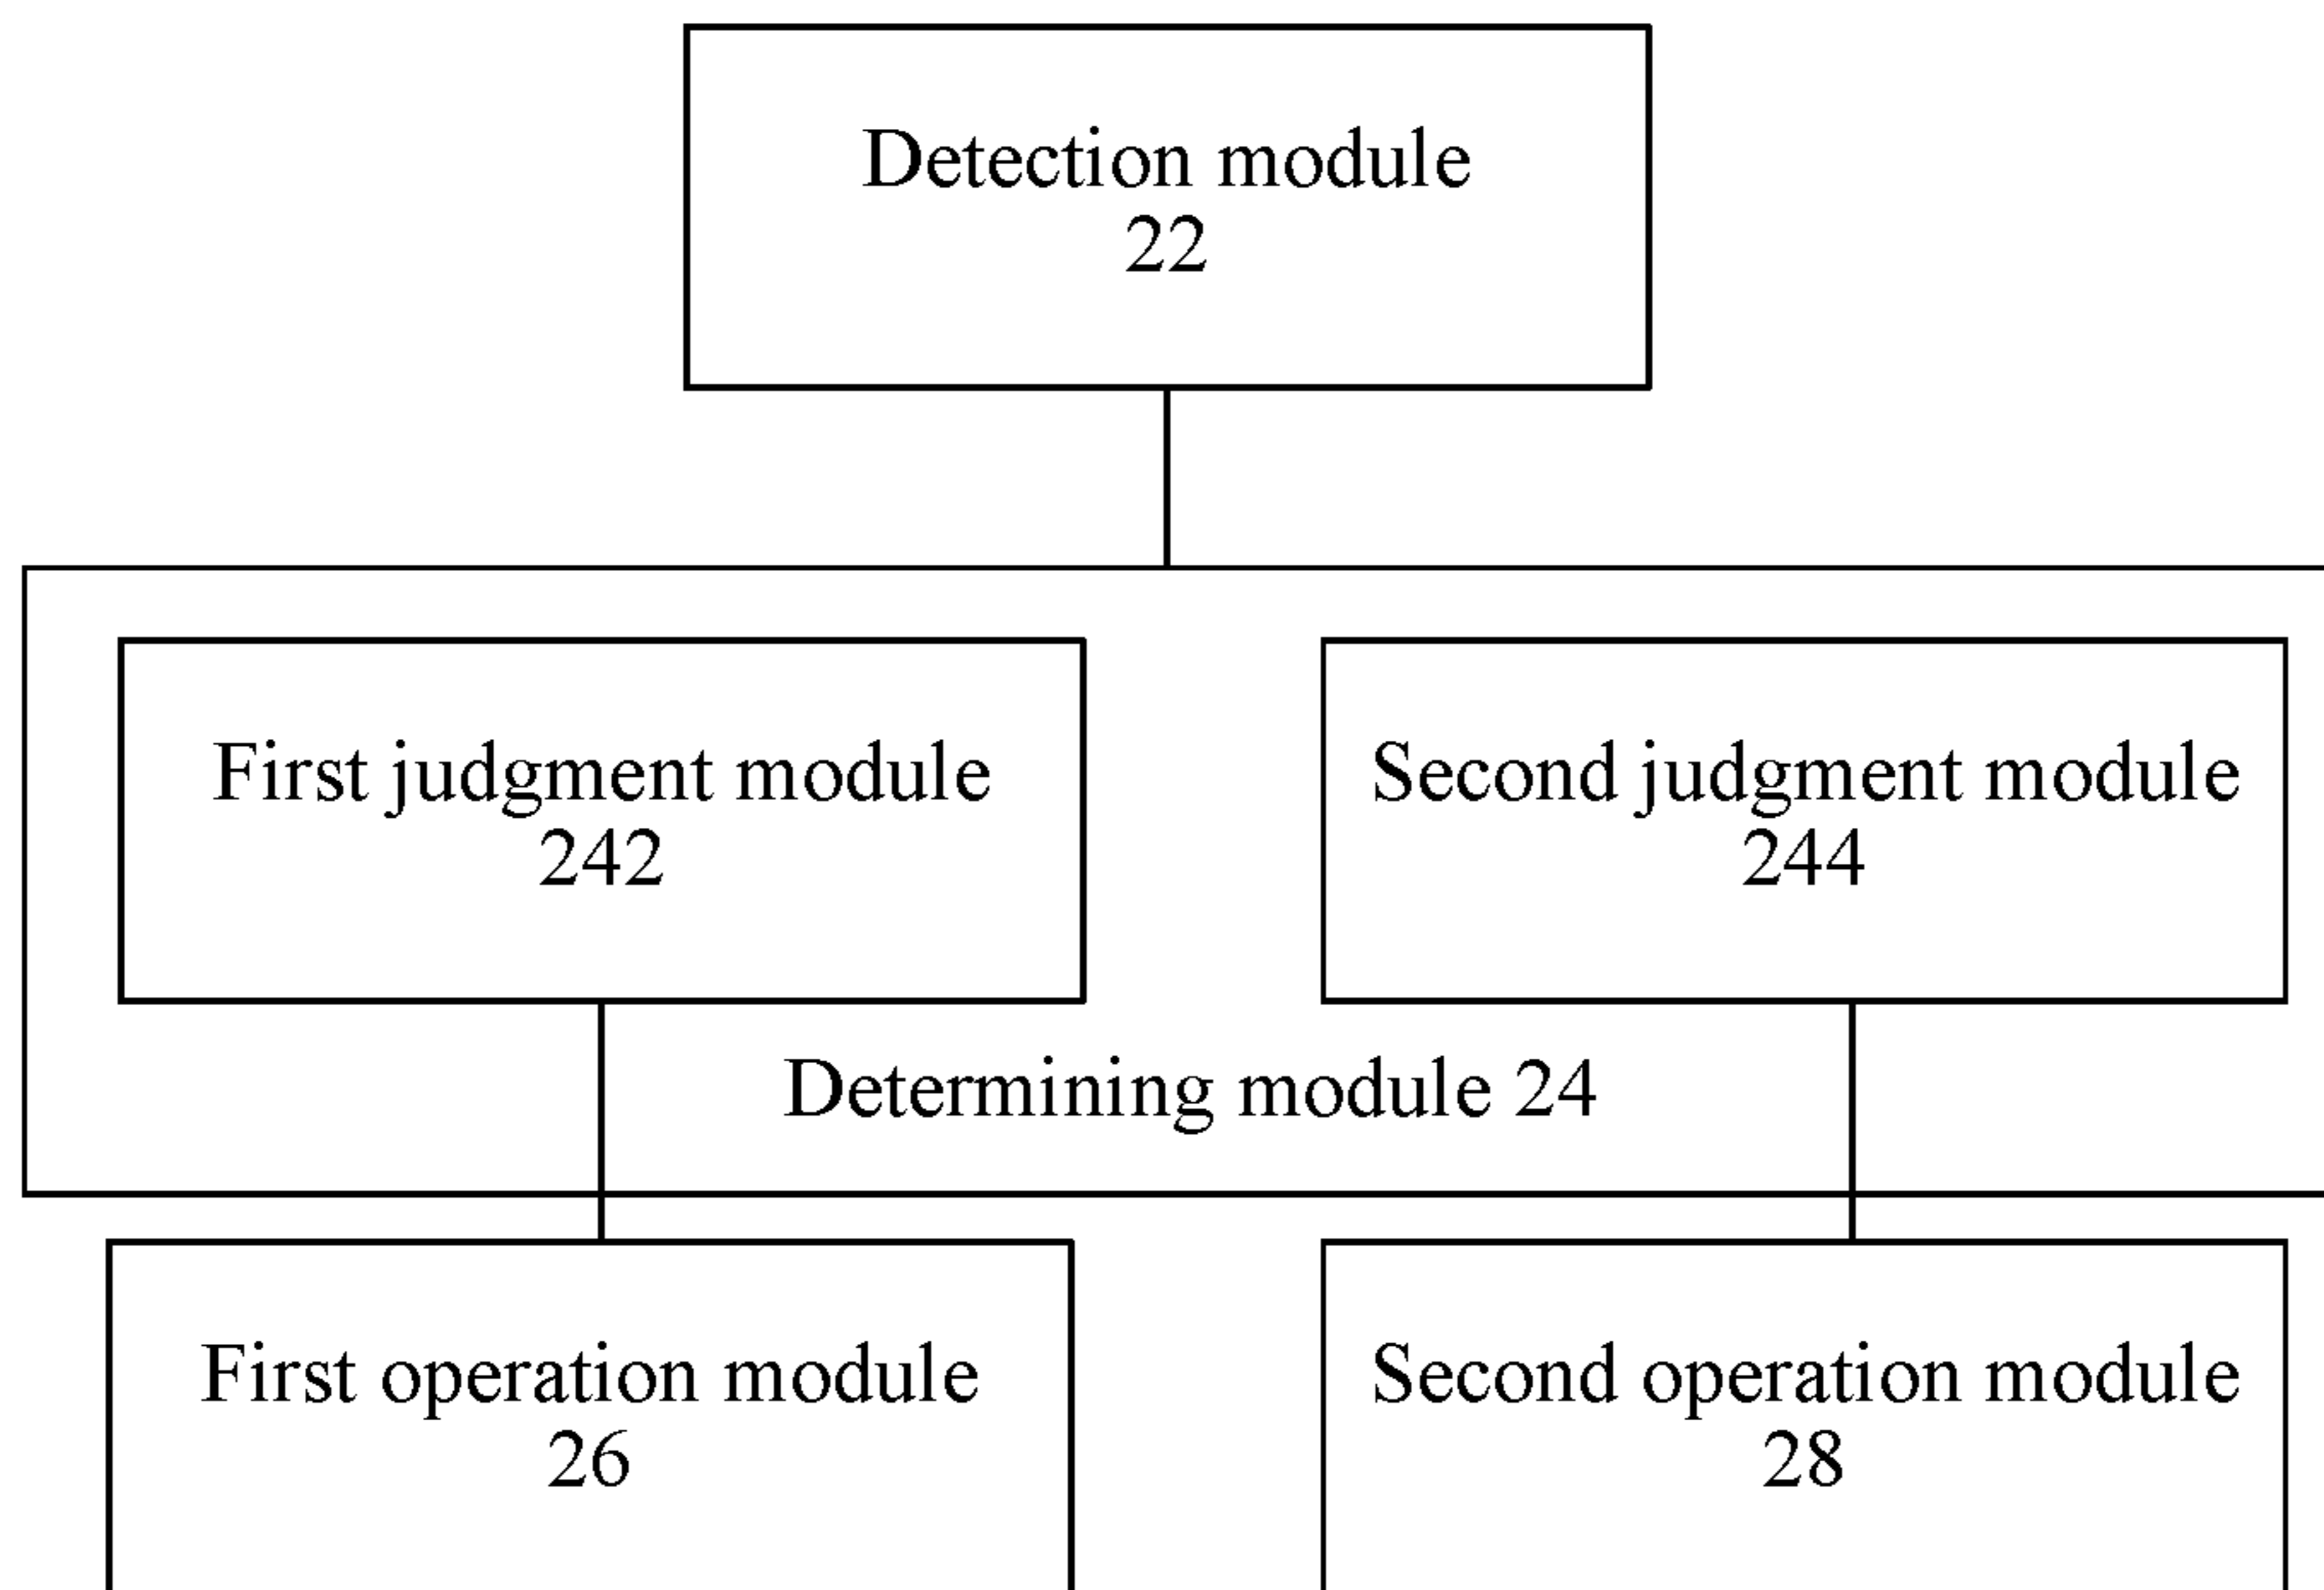 Detection module
22
First judgment module
242
Second judgment module
244
Determining module 24
First operation module
26
Second operation module
28